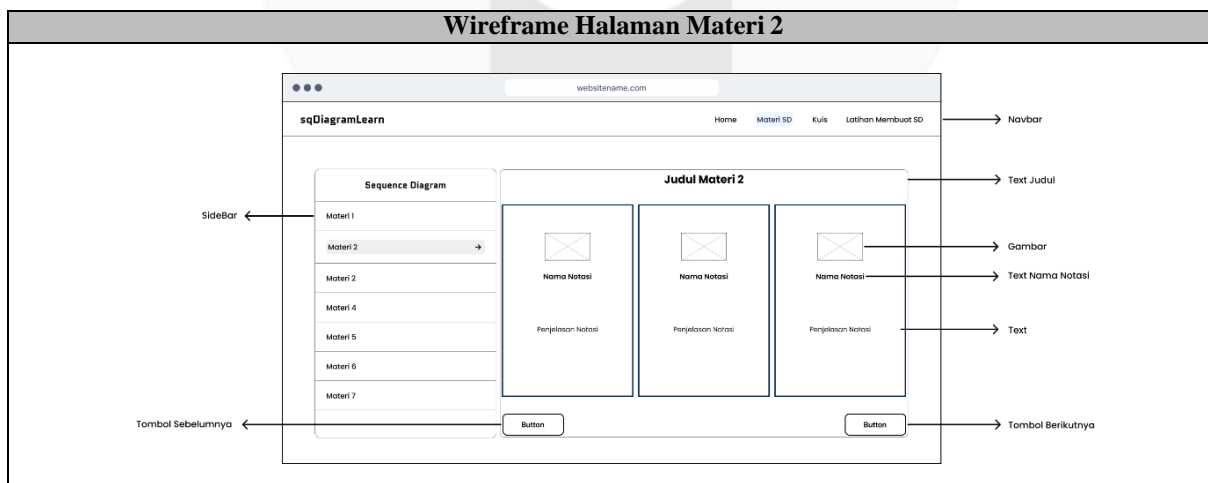 Wireframe Halaman Materi 2
websitename.com
sqDiagramLearn
Home Materi SD Kuis Latihan Membuat SD
Navbar
Sequence Diagram
Judul Materi 2
Text Judul
SideBar
Materi 1
Materi 2
Materi 2
Materi 4
Materi 5
Materi 6
Materi 7
Nama Notasi Nama Notasi Nama Notasi
Penjelasan Notasi Penjelasan Notasi Penjelasan Notasi
Gambar
Text Nama Notasi
Text
Tombol Sebelumnya
Button
Button
Tombol Berikutnya